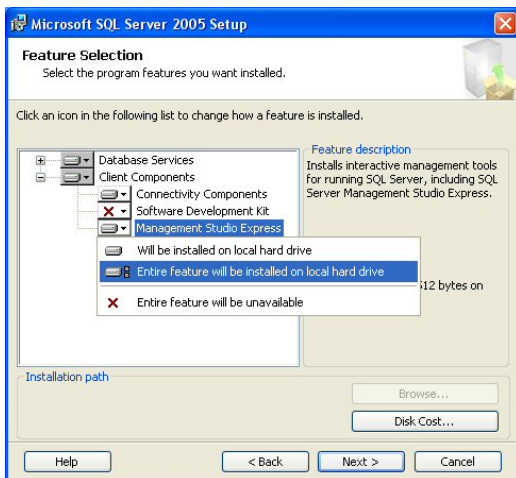 Microsoft SQL Server 2005 Setup
Feature Selection
Select the program features you want installed.
Click an icon in the following list to change how a feature is installed.
Database Services
Client Components
Connectivity Components
Software Development Kit
Management Studio Express
Will be installed on local hard drive
Entire feature will be installed on local hard drive
Entire feature will be unavailable
Feature description
Installs interactive management tools
for running SQL Server, including SQL
Server Management Studio Express.
512 bytes on
Installation path
Browse...
Disk Cost...
Help
< Back
Next >
Cancel